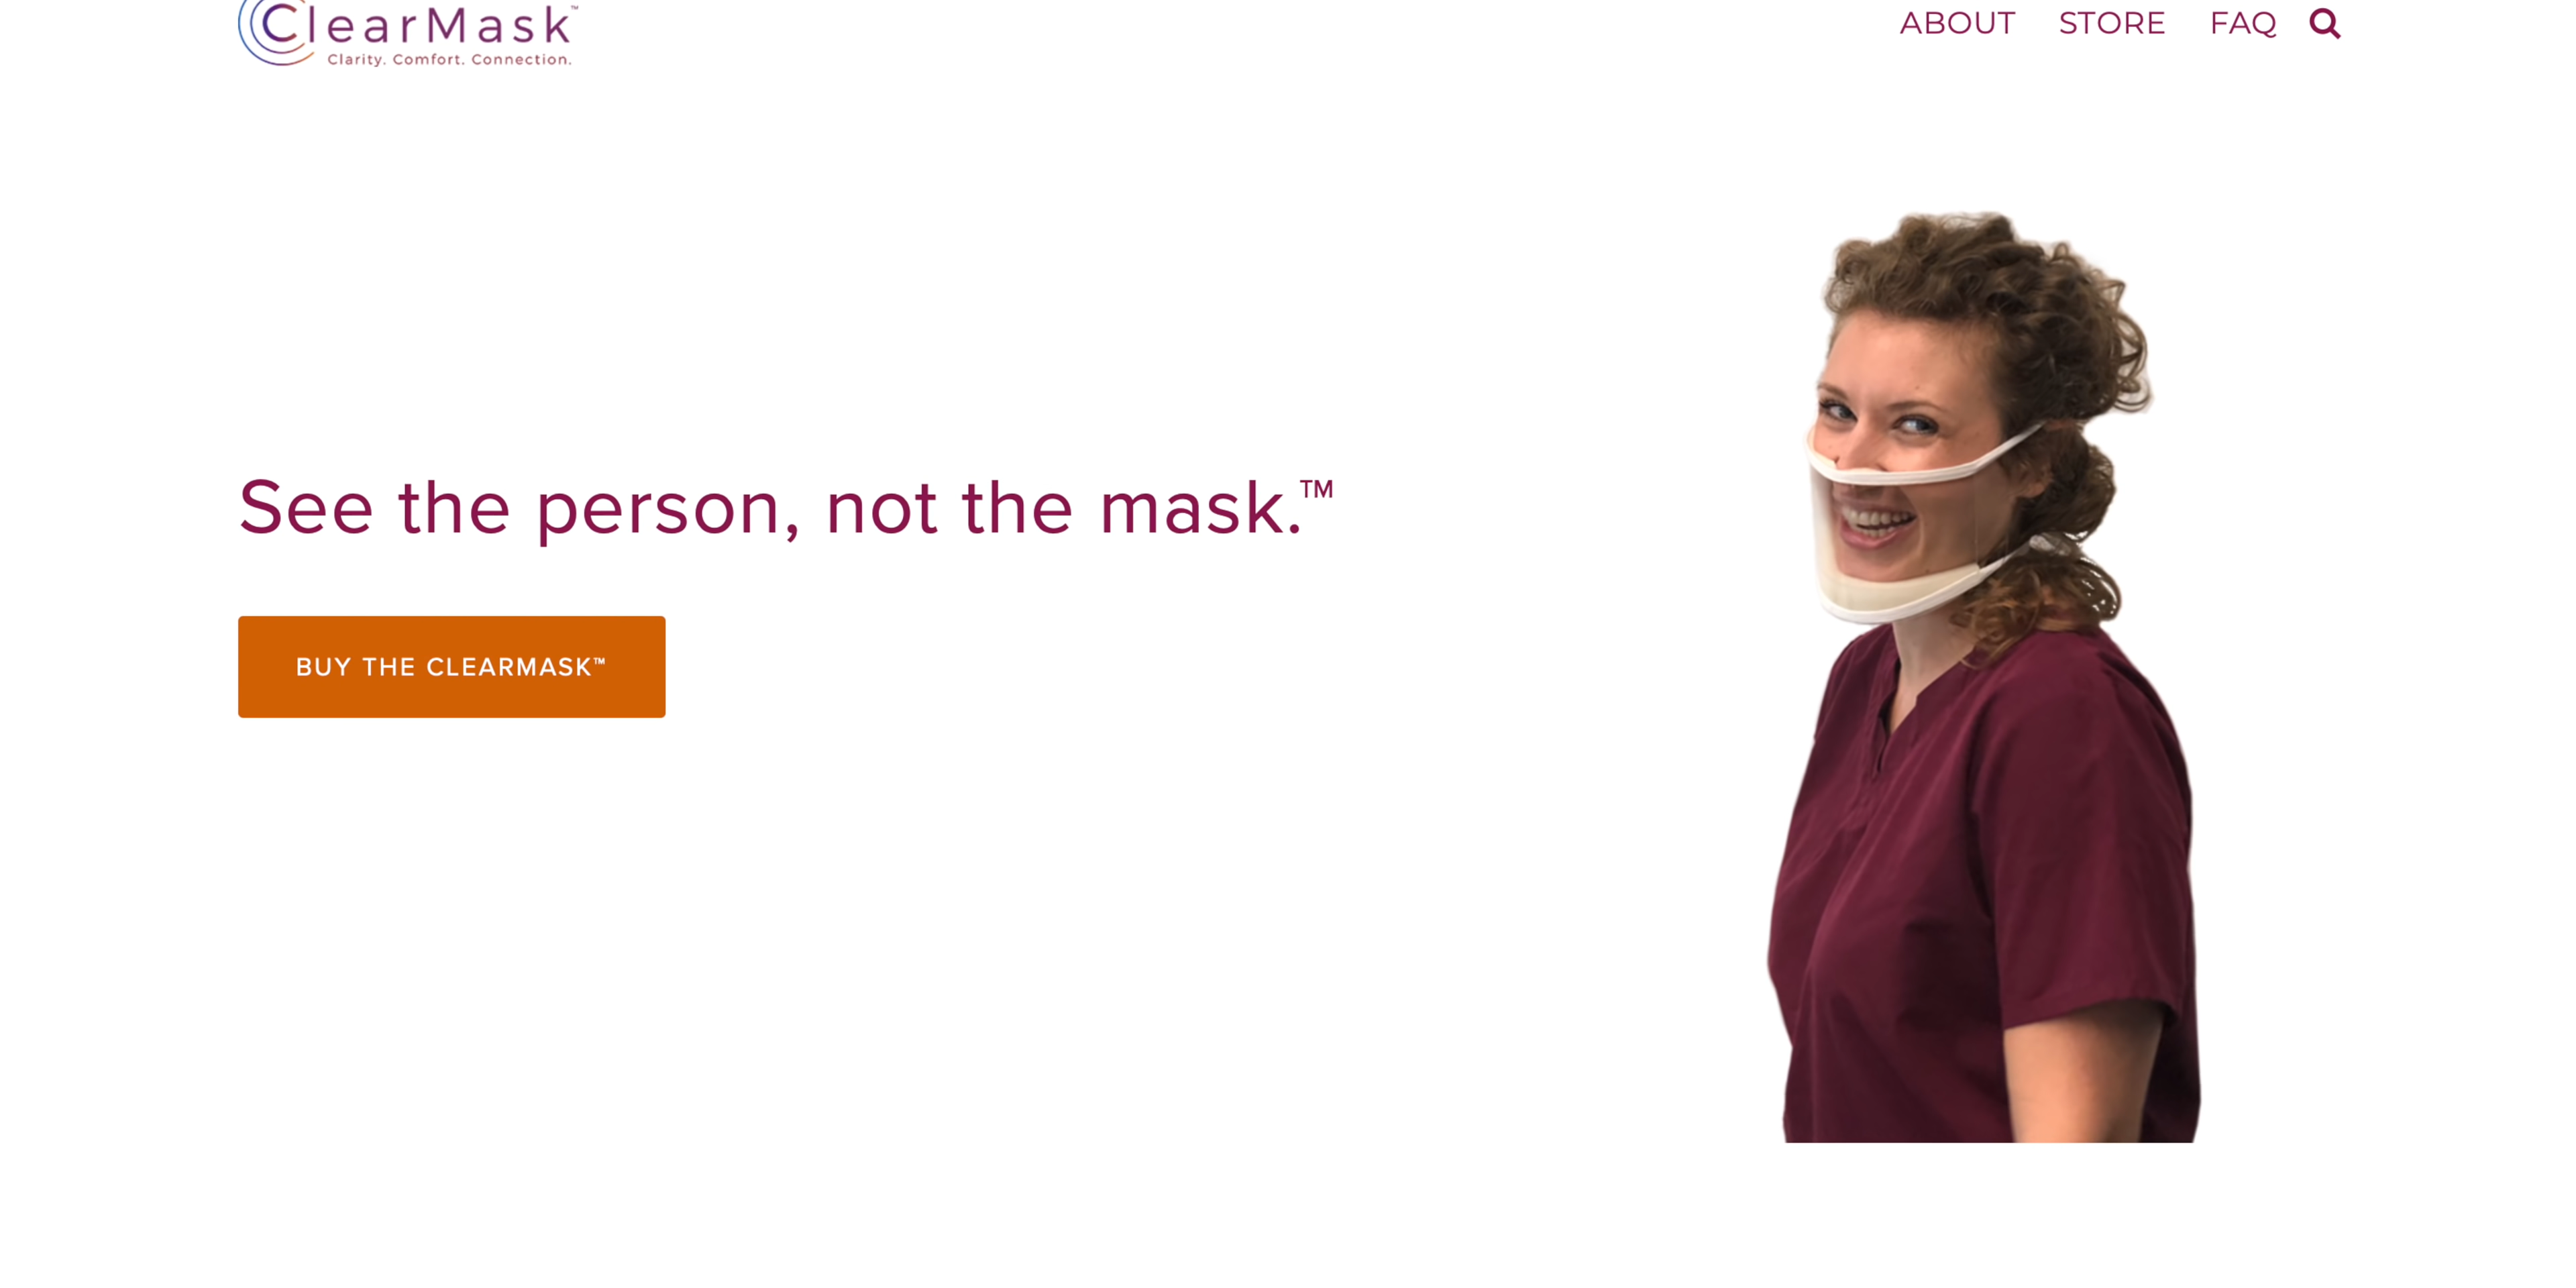 ClearMask™
Clarity. Comfort. Connection.
ABOUT STORE FAQ
See the person, not the mask.™
BUY THE CLEARMASK™